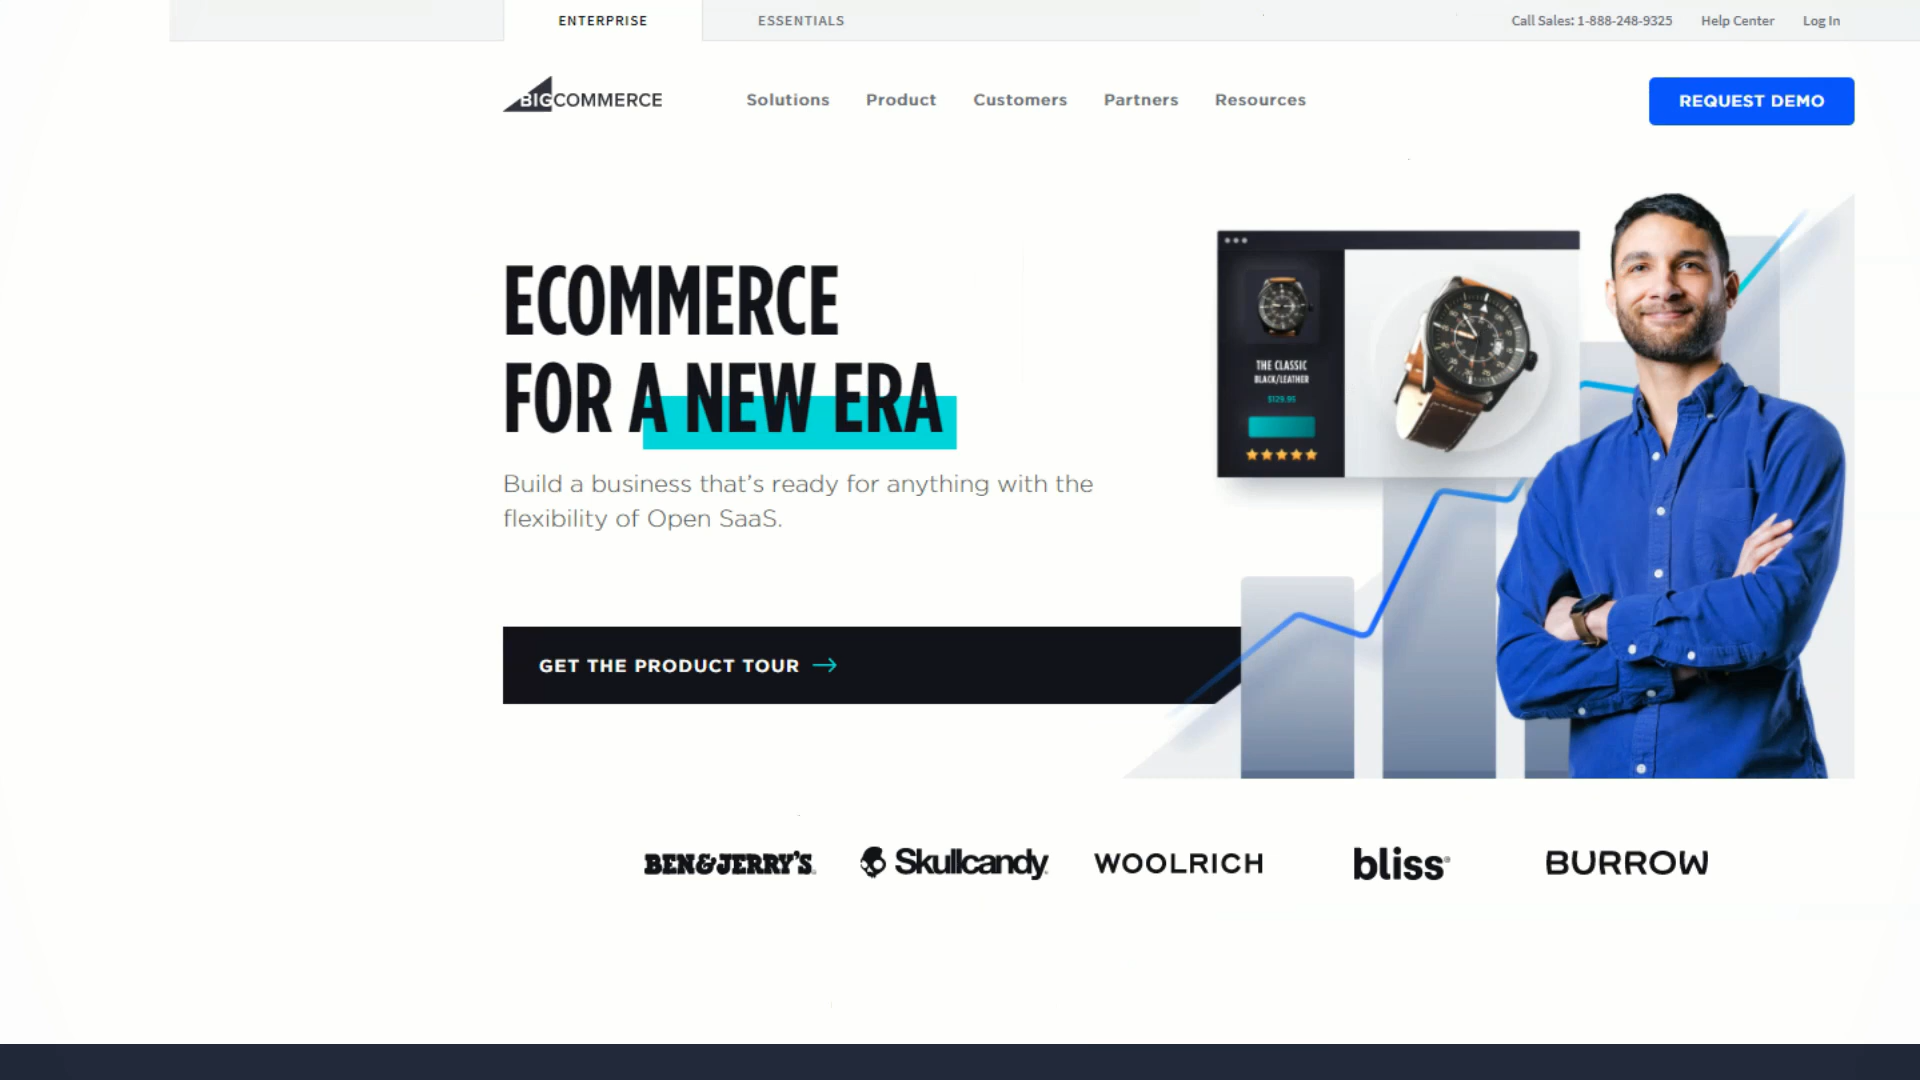 ENTERPRISE
ESSENTIALS
Call Sales: 1-888-248-9325
Help Center
Log In
BIGCOMMERCE
Solutions
Product
Customers
Partners
Resources
REQUEST DEMO
ECOMMERCE
FOR A NEW ERA
Build a business that's ready for anything with the
flexibility of Open SaaS.
THE CLASSIC
BLACK/LEATHER
$129.95
GET THE PRODUCT TOUR →
BEN&JERRY'S
Skullcandy
WOOLRICH
bliss
BURROW